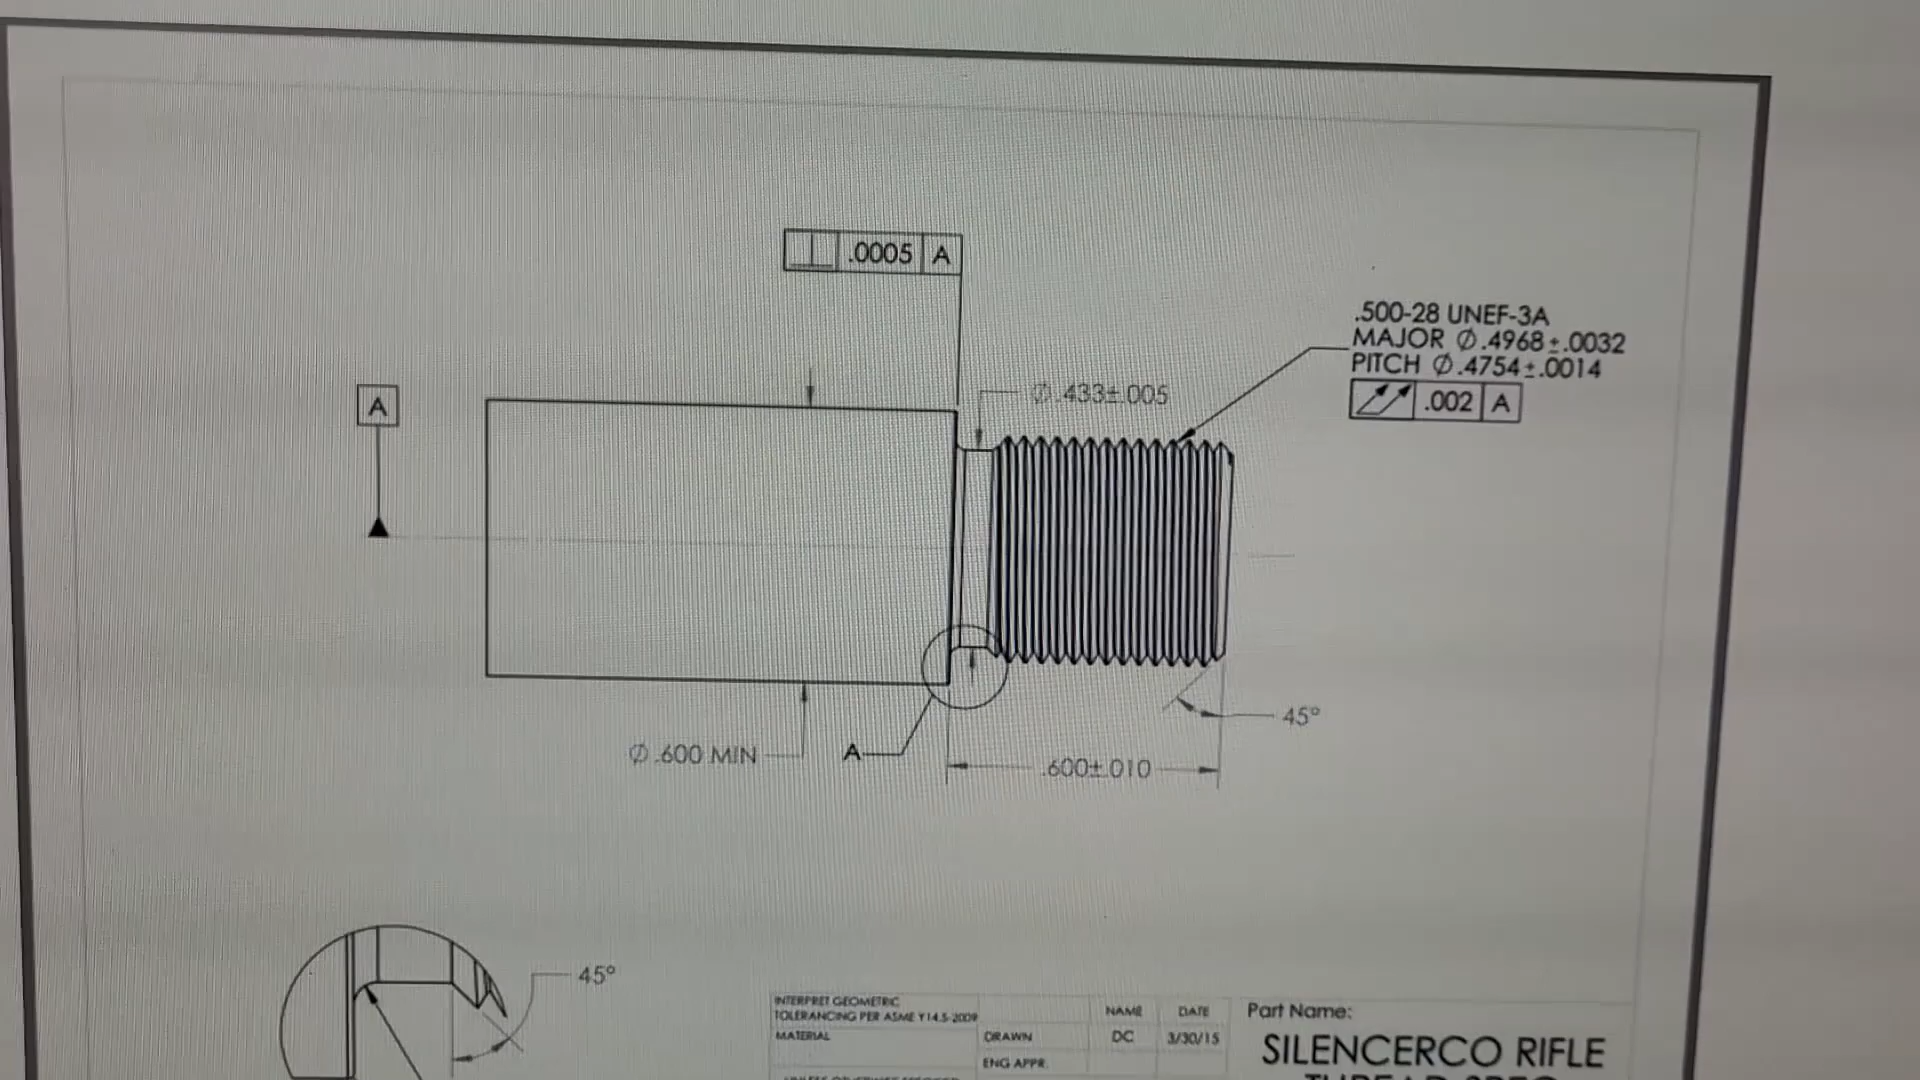 .0005 A
.500-28 UNEF-3A
MAJOR Ø.4968±.0032
PITCH Ø.4754±.0014
.002 A
A
Ø.433±.005
Ø.600 MIN
A
.600±.010
45°
45°
INTERPRET GEOMETRIC
TOLERANCING PER ASME Y14.5-2009
MATERIAL
NAME DATE
DRAWN DC 3/30/15
ENG APPR.
Part Name:
SILENCERCO RIFLE
THREAD SPEC